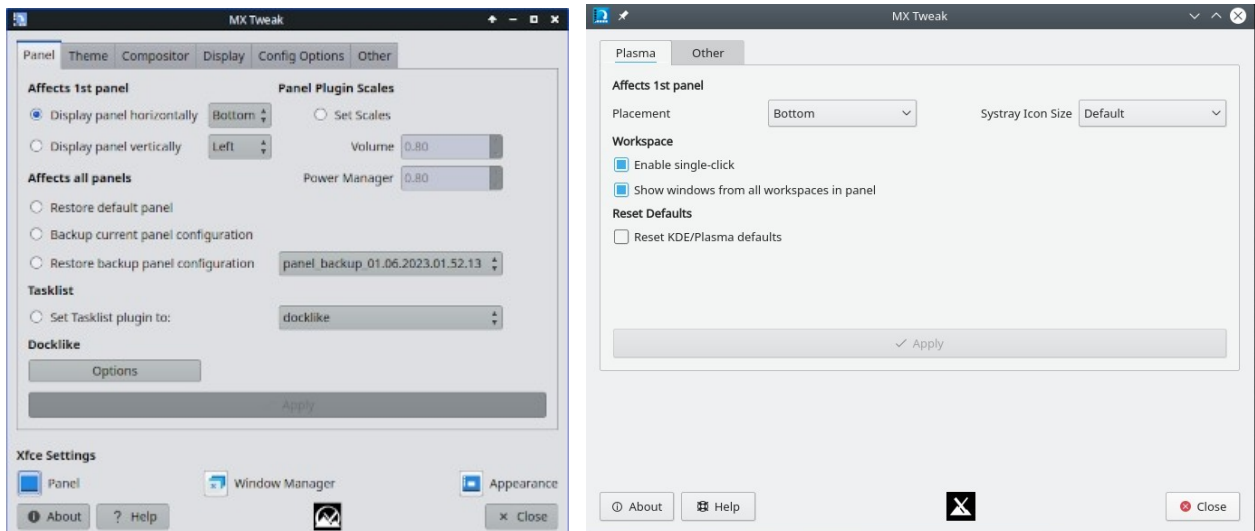 MX Tweak
Panel Theme Compositor Display Config Options Other
Affects 1st panel Panel Plugin Scales
Display panel horizontally Bottom Set Scales
Display panel vertically Left Volume 0.80
Affects all panels Power Manager 0.80
Restore default panel
Backup current panel configuration
Restore backup panel configuration panel_backup_01.06.2023.01.52.13
Tasklist
Set Tasklist plugin to: docklike
Docklike
Options
Apply
Xfce Settings
Panel Window Manager Appearance
About ? Help Close
MX Tweak
Plasma Other
Affects 1st panel
Placement Bottom Systray Icon Size Default
Workspace
Enable single-click
Show windows from all workspaces in panel
Reset Defaults
Reset KDE/Plasma defaults
Apply
About Help Close